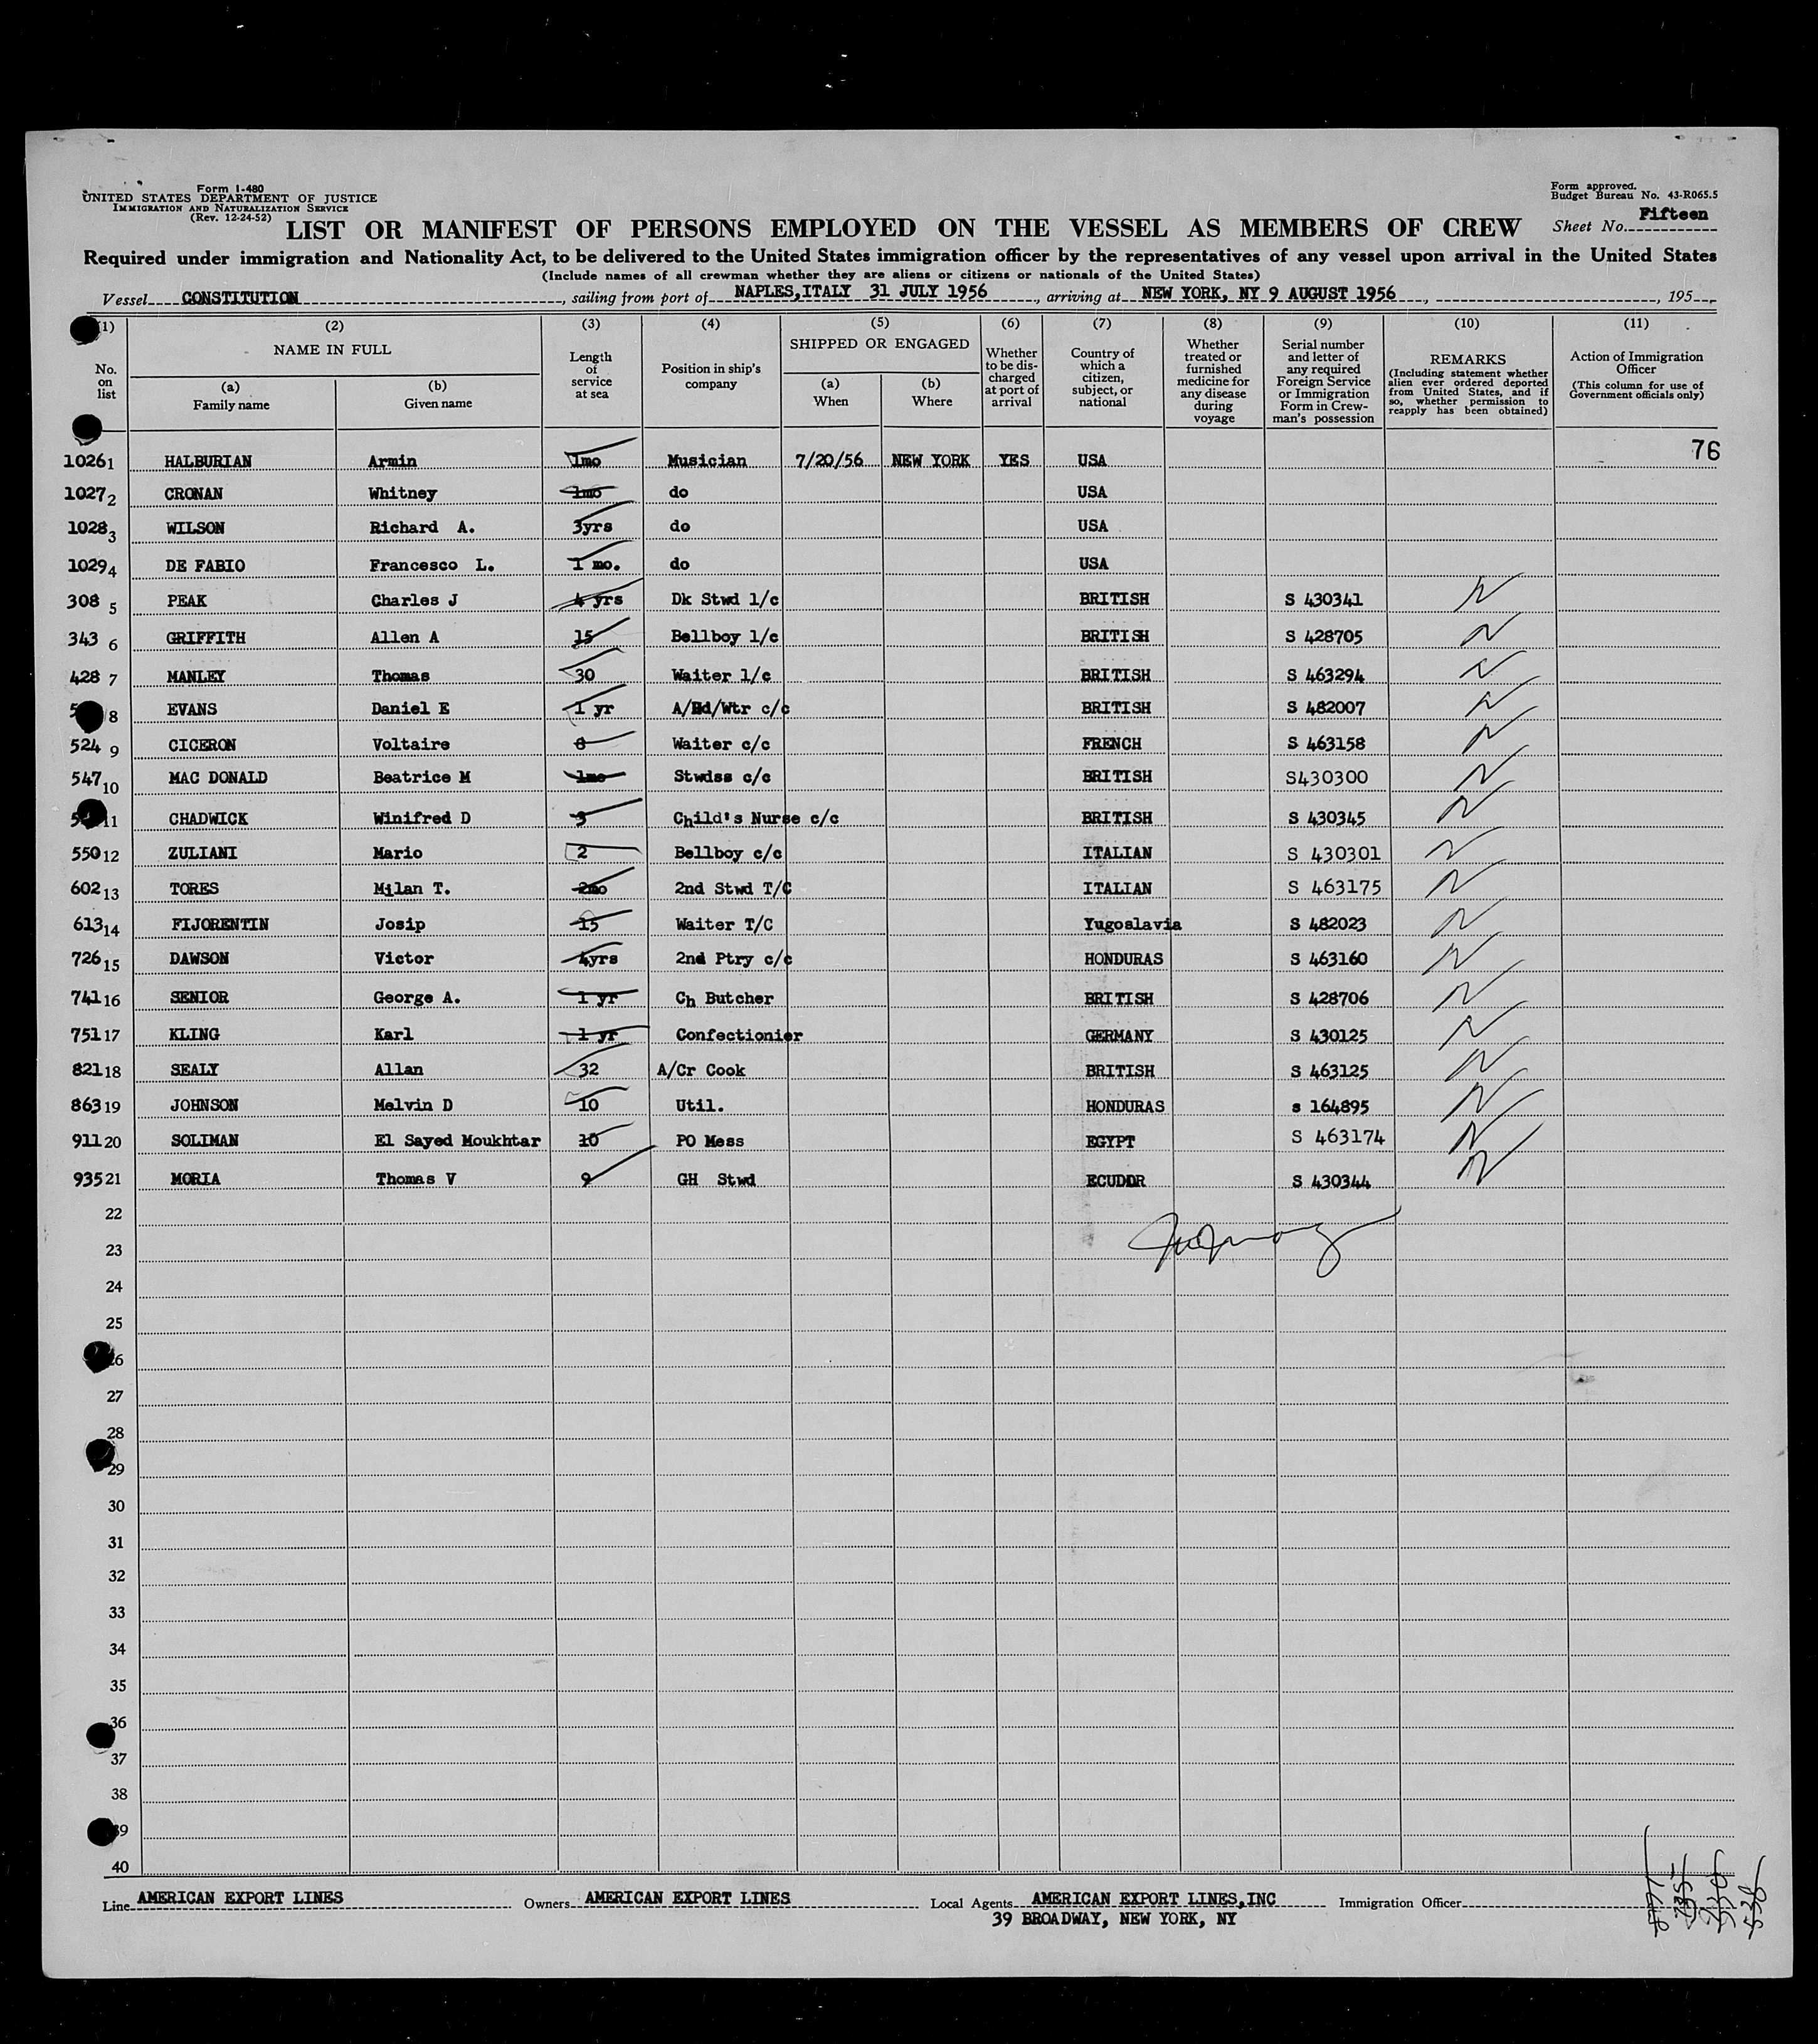 Form I-480
UNITED STATES DEPARTMENT OF JUSTICE
IMMIGRATION AND NATURALIZATION SERVICE
(Rev. 12-24-52)
Form approved.
Budget Bureau No. 43-R065.5
LIST OR MANIFEST OF PERSONS EMPLOYED ON THE VESSEL AS MEMBERS OF CREW
Sheet No. Fifteen
Required under immigration and Nationality Act, to be delivered to the United States immigration officer by the representatives of any vessel upon arrival in the United States
(Include names of all crewman whether they are aliens or citizens or nationals of the United States)
Vessel CONSTITUTION, sailing from port of NAPLES,ITALY 31 JULY 1956, arriving at NEW YORK, NY 9 AUGUST 1956, 195
(1) (2) (3) (4) (5) (6) (7) (8) (9) (10) (11)
No. on list
NAME IN FULL
(a) Family name
(b) Given name
Length of service at sea
Position in ship's company
SHIPPED OR ENGAGED
(a) When
(b) Where
Whether to be discharged at port of arrival
Country of which a citizen, subject, or national
Whether treated or furnished medicine for any disease during voyage
Serial number and letter of any required Foreign Service or Immigration Form in Crewman's possession
REMARKS
(Including statement whether alien ever ordered deported from United States, and if so, whether permission to reapply has been obtained)
Action of Immigration Officer
(This column for use of Government officials only)
76
1026 1 HALBURIAN Armin 1mo Musician 7/20/56 NEW YORK YES USA
1027 2 CRONAN Whitney 1mo do USA
1028 3 WILSON Richard A. 3yrs do USA
1029 4 DE FABIO Francesco L. 1 mo. do USA
308 5 PEAK Charles J 4 yrs Dk Stwd 1/c BRITISH S 430341
343 6 GRIFFITH Allen A 15 Bellboy 1/c BRITISH S 428705
428 7 MANLEY Thomas 30 Waiter 1/c BRITISH S 463294
8 EVANS Daniel E 1 yr A/Hd/Wtr c/c BRITISH S 482007
524 9 CICERON Voltaire Waiter c/c FRENCH S 463158
547 10 MAC DONALD Beatrice M 1mo Stwdss c/c BRITISH S430300
11 CHADWICK Winifred D 3 Child's Nurse c/c BRITISH S 430345
550 12 ZULIANI Mario 2 Bellboy c/c ITALIAN S 430301
602 13 TORES Milan T. 2mo 2nd Stwd T/C ITALIAN S 463175
613 14 FIJORENTIN Josip 15 Waiter T/C Yugoslavia S 482023
726 15 DAWSON Victor 4yrs 2nd Ptry c/c HONDURAS S 463160
741 16 SENIOR George A. 1 yr Ch Butcher BRITISH S 428706
751 17 KLING Karl 1 yr Confectionier GERMANY S 430125
821 18 SEALY Allan 32 A/Cr Cook BRITISH S 463125
863 19 JOHNSON Melvin D 10 Util. HONDURAS s 164895
911 20 SOLIMAN El Sayed Moukhtar 10 PO Mess EGYPT S 463174
935 21 MORIA Thomas V 9 GH Stwd ECUDOR S 430344
22
23
24
25
26
27
28
29
30
31
32
33
34
35
36
37
38
39
40
Line AMERICAN EXPORT LINES Owners AMERICAN EXPORT LINES Local Agents AMERICAN EXPORT LINES,INC Immigration Officer
39 BROADWAY, NEW YORK, NY